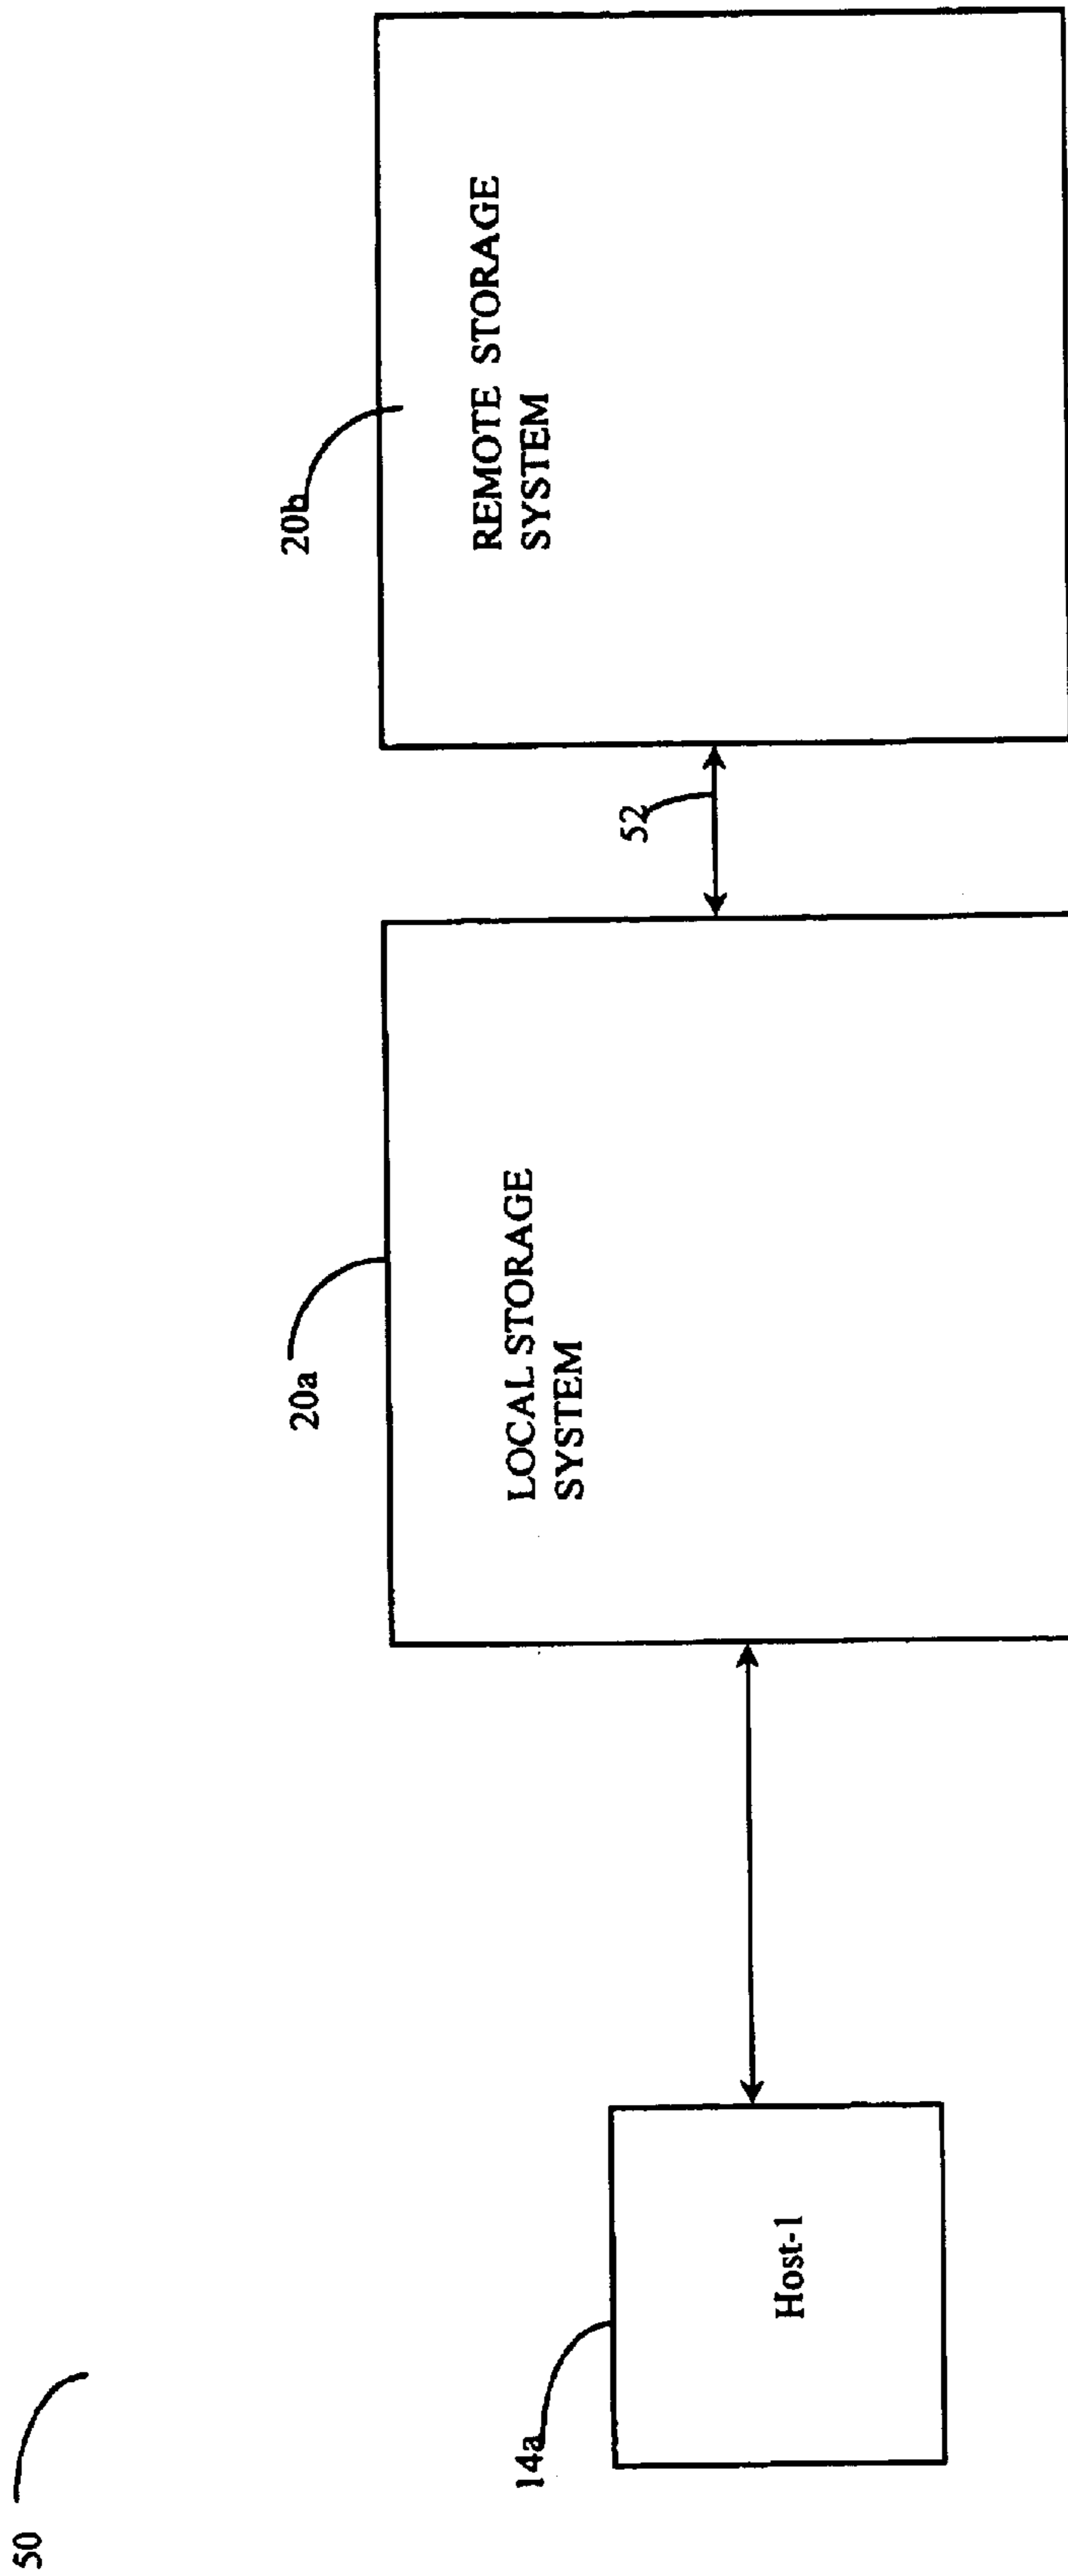 50
20a
20b
14a
Host-1
LOCAL STORAGE
SYSTEM
52
REMOTE STORAGE
SYSTEM